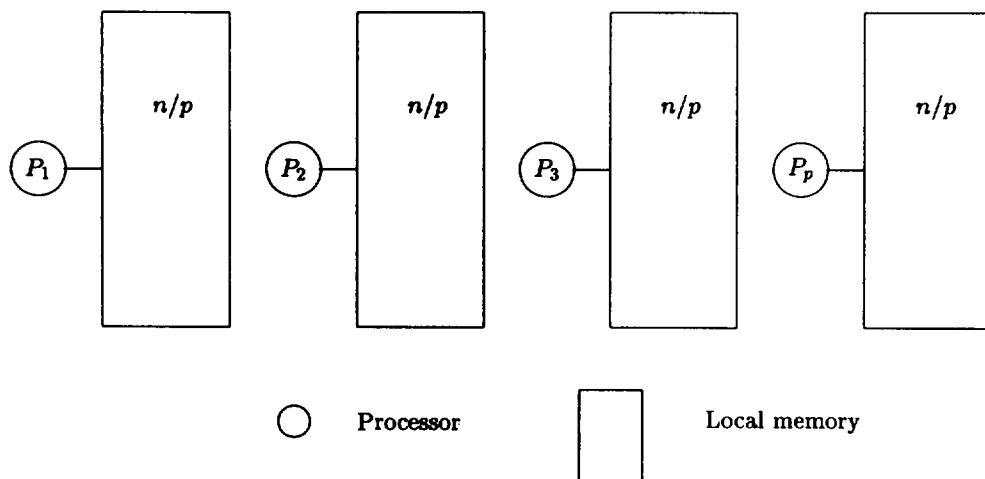 n/p n/p n/p n/p
P₁ P₂ P₃ Pₚ
Processor Local memory